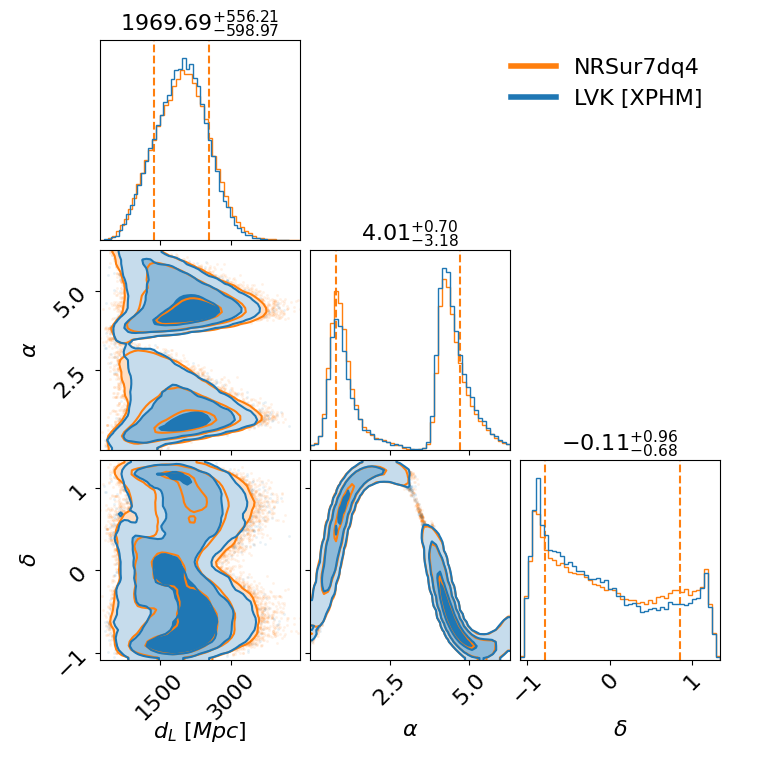 1969.69+556.21−598.97
NRSur7dq4
LVK [XPHM]
4.01+0.70−3.18
α
5.0
2.5
−0.11+0.96−0.68
δ
1
0
−1
1500
3000
2.5
5.0
−1
0
1
d_L [Mpc]
α
δ